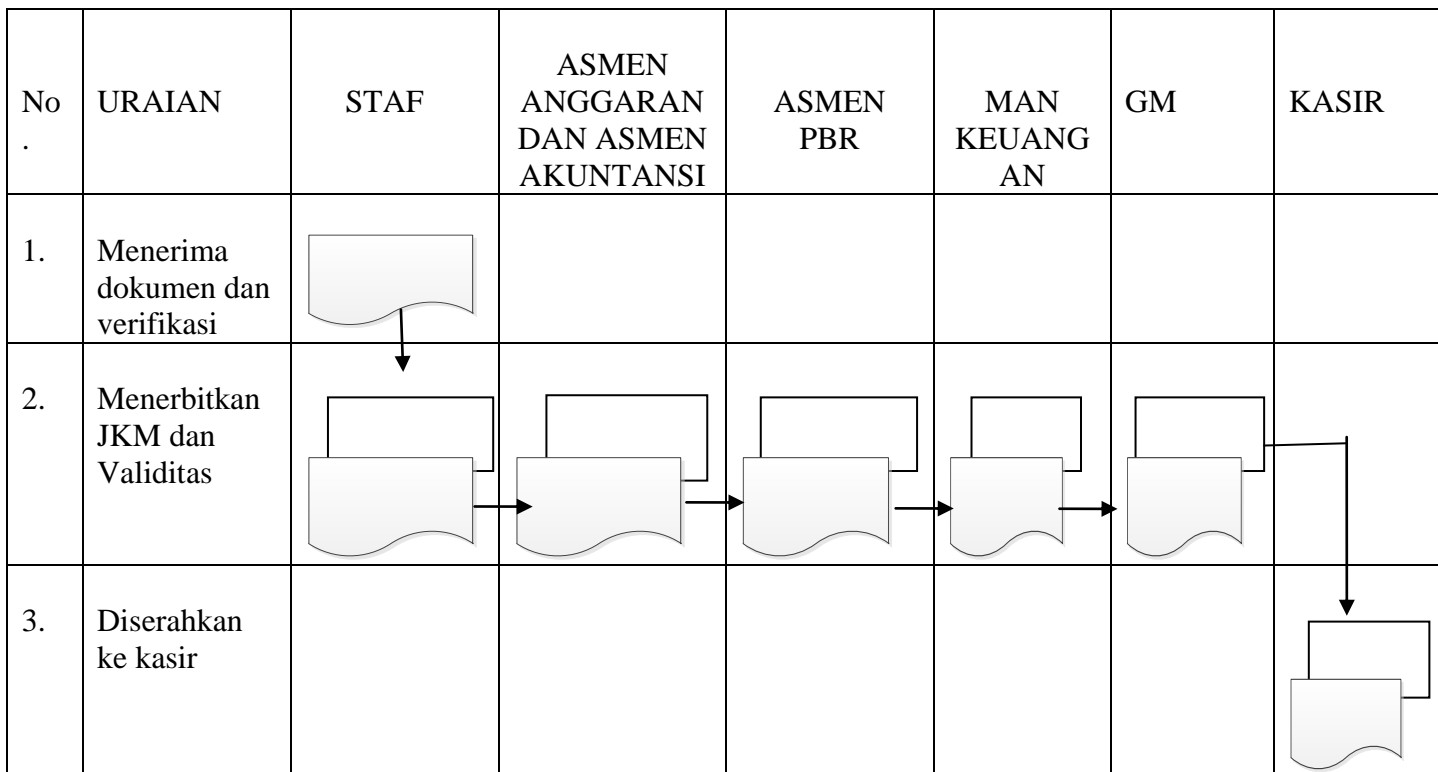 No
.
URAIAN
STAF
ASMEN
ANGGARAN
DAN ASMEN
AKUNTANSI
ASMEN
PBR
MAN
KEUANG
AN
GM
KASIR
1.
Menerima
dokumen dan
verifikasi
2.
Menerbitkan
JKM dan
Validitas
3.
Diserahkan
ke kasir